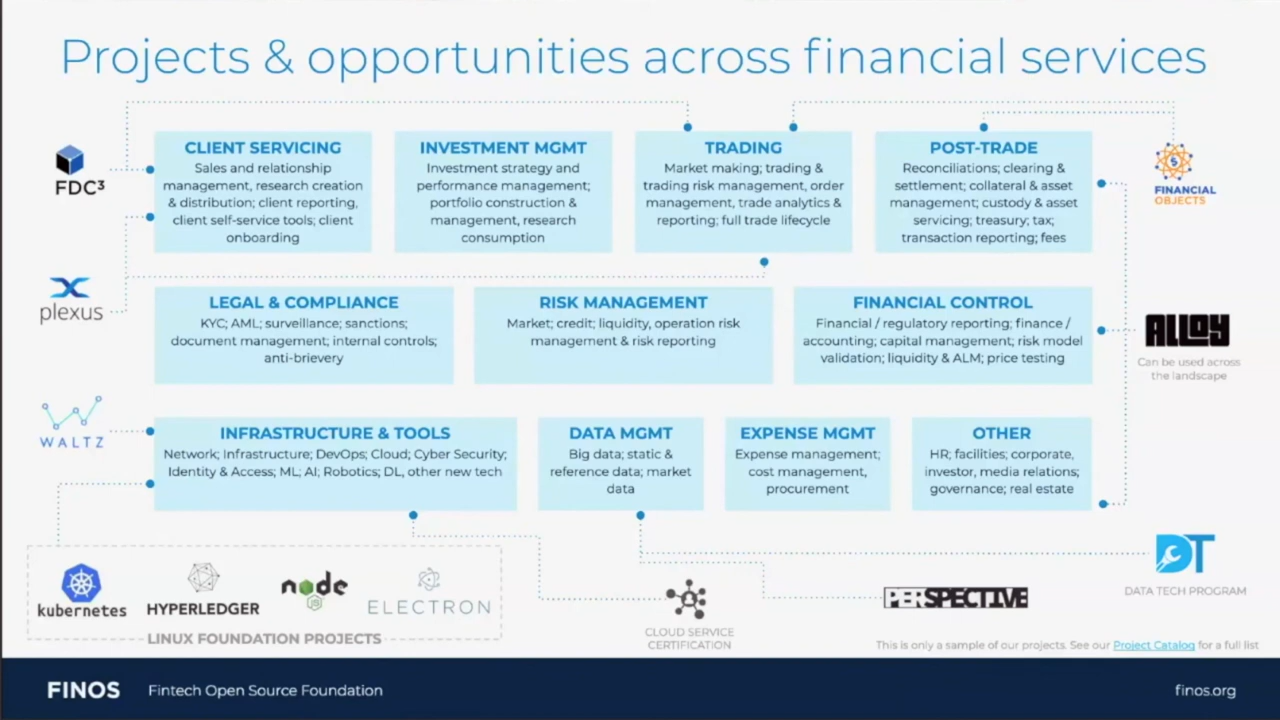 Projects & opportunities across financial services
FDC³
CLIENT SERVICING
Sales and relationship
management, research creation
& distribution; client reporting,
client self-service tools; client
onboarding
INVESTMENT MGMT
Investment strategy and
performance management;
portfolio construction &
management, research
consumption
TRADING
Market making; trading &
trading risk management, order
management, trade analytics &
reporting; full trade lifecycle
POST-TRADE
Reconciliations; clearing &
settlement; collateral & asset
management; custody & asset
servicing; treasury; tax;
transaction reporting; fees
FINANCIAL
OBJECTS
plexus
LEGAL & COMPLIANCE
KYC; AML; surveillance; sanctions;
document management; internal controls;
anti-brievery
RISK MANAGEMENT
Market; credit; liquidity, operation risk
management & risk reporting
FINANCIAL CONTROL
Financial / regulatory reporting; finance /
accounting; capital management; risk model
validation; liquidity & ALM; price testing
ALLOY
Can be used across
the landscape
WALTZ
INFRASTRUCTURE & TOOLS
Network; Infrastructure; DevOps; Cloud; Cyber Security;
Identity & Access; ML; AI; Robotics; DL, other new tech
DATA MGMT
Big data; static &
reference data; market
data
EXPENSE MGMT
Expense management;
cost management,
procurement
OTHER
HR; facilities; corporate,
investor, media relations;
governance; real estate
kubernetes
HYPERLEDGER
node
JS
ELECTRON
LINUX FOUNDATION PROJECTS
CLOUD SERVICE
CERTIFICATION
PERSPECTIVE
DT
DATA TECH PROGRAM
This is only a sample of our projects. See our Project Catalog for a full list
FINOS
Fintech Open Source Foundation
finos.org